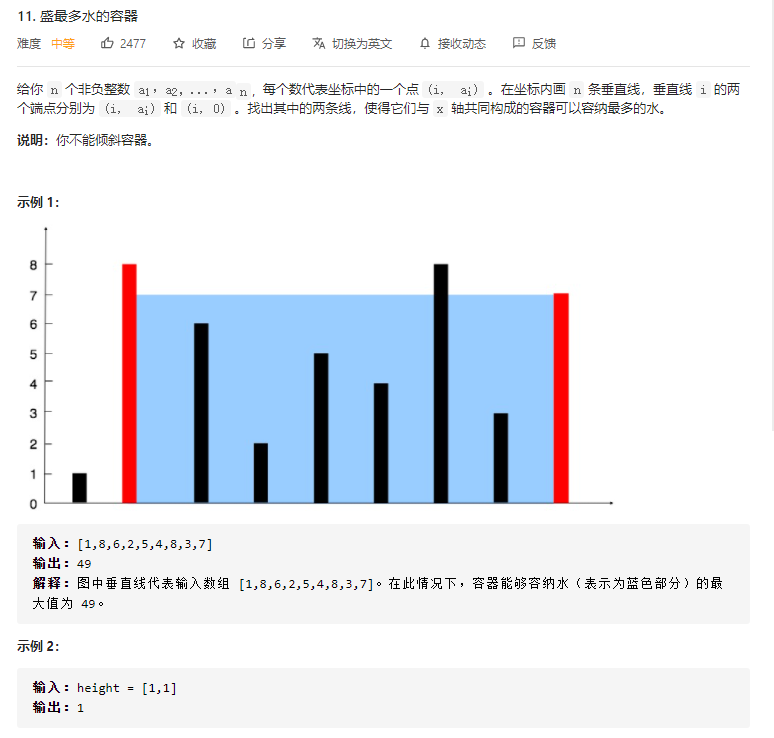 11. 盛最多水的容器
难度 中等 2477 收藏 分享 切换为英文 接收动态 反馈
给你 n 个非负整数 a1，a2，...，a n，每个数代表坐标中的一个点 (i, ai) 。在坐标内画 n 条垂直线，垂直线 i 的两
个端点分别为 (i, ai) 和 (i, 0) 。找出其中的两条线，使得它们与 x 轴共同构成的容器可以容纳最多的水。
说明：你不能倾斜容器。
示例 1：
8
7
6
5
4
3
2
1
0
输入：[1,8,6,2,5,4,8,3,7]
输出：49
解释：图中垂直线代表输入数组 [1,8,6,2,5,4,8,3,7]。在此情况下，容器能够容纳水（表示为蓝色部分）的最
大值为 49。
示例 2：
输入：height = [1,1]
输出：1